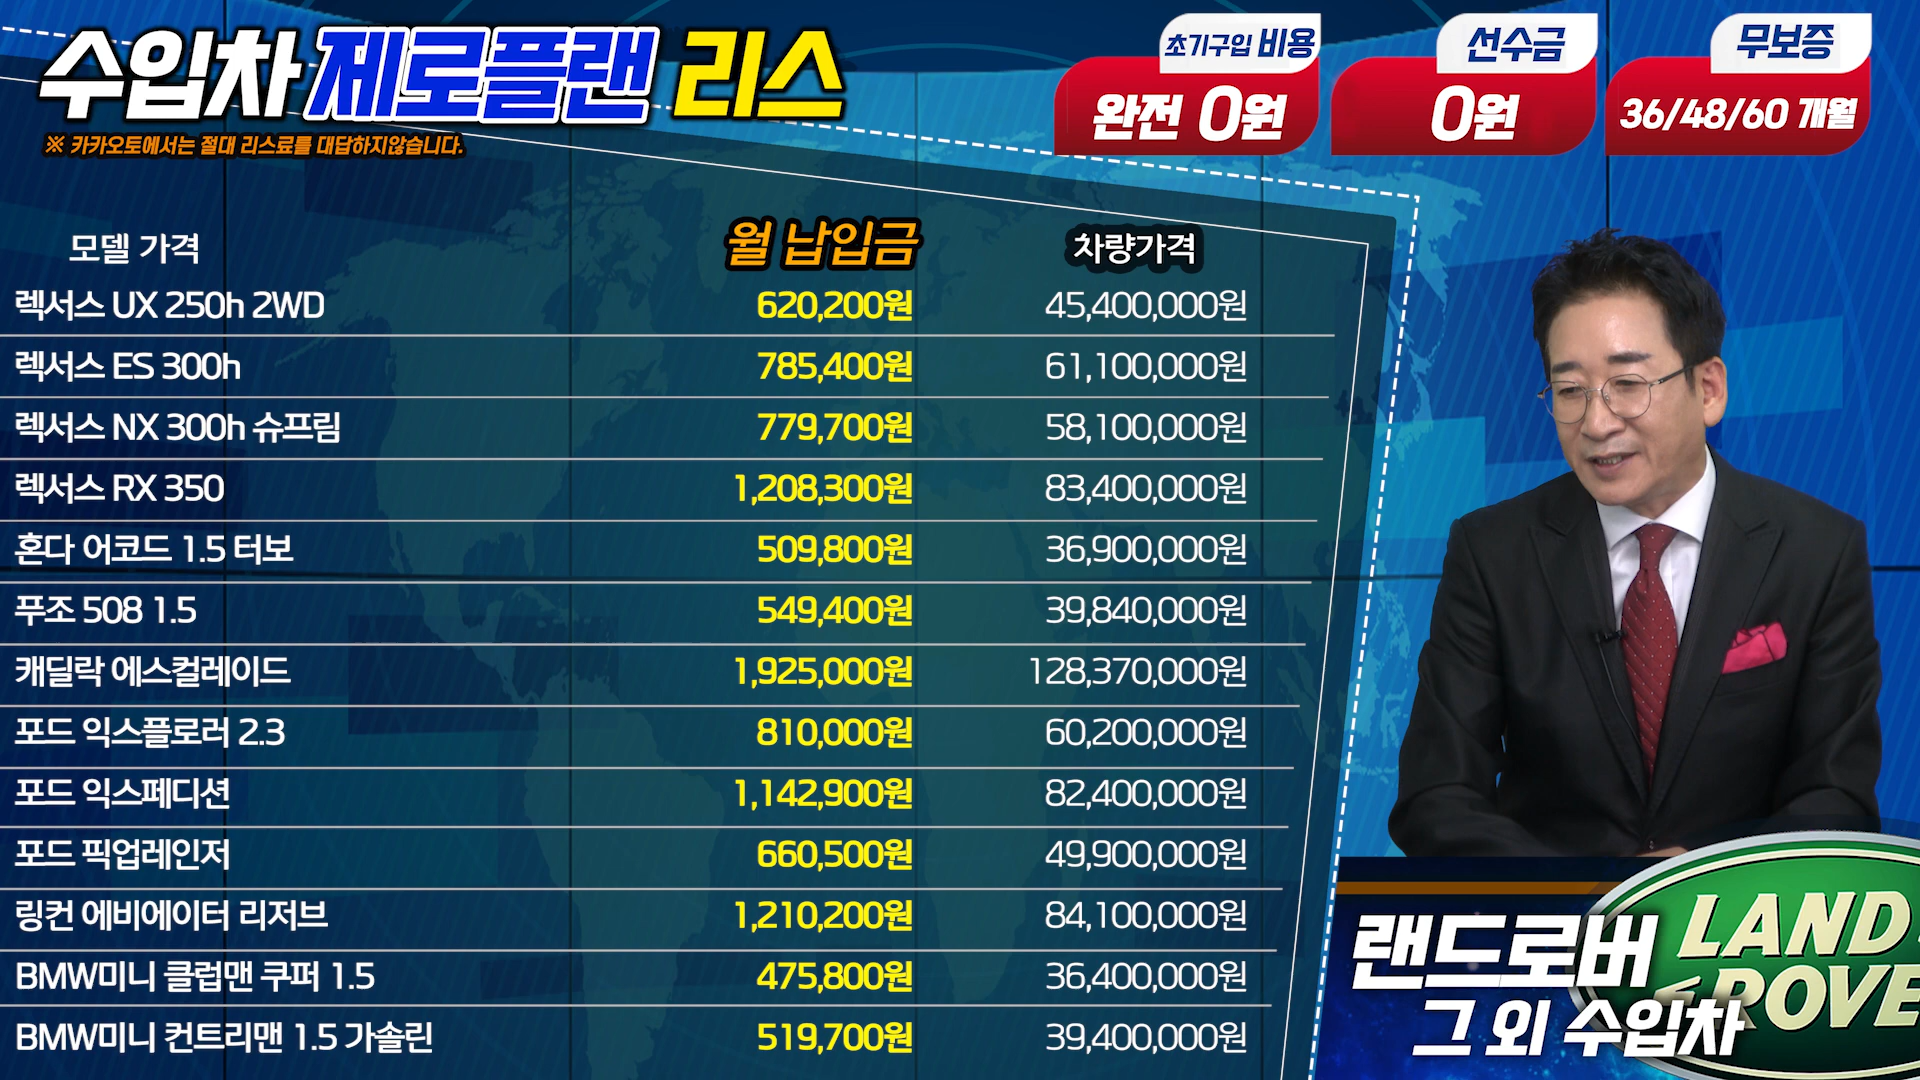 수입차 제로플랜 리스
※ 카카오토에서는 절대 리스료를 대답하지않습니다.
초기구입 비용
완전 0원
선수금
0원
무보증
36/48/60 개월
모델 가격 월 납입금 차량가격
렉서스 UX 250h 2WD 620,200원 45,400,000원
렉서스 ES 300h 785,400원 61,100,000원
렉서스 NX 300h 슈프림 779,700원 58,100,000원
렉서스 RX 350 1,208,300원 83,400,000원
혼다 어코드 1.5 터보 509,800원 36,900,000원
푸조 508 1.5 549,400원 39,840,000원
캐딜락 에스컬레이드 1,925,000원 128,370,000원
포드 익스플로러 2.3 810,000원 60,200,000원
포드 익스페디션 1,142,900원 82,400,000원
포드 픽업레인저 660,500원 49,900,000원
링컨 에비에이터 리저브 1,210,200원 84,100,000원
BMW미니 클럽맨 쿠퍼 1.5 475,800원 36,400,000원
BMW미니 컨트리맨 1.5 가솔린 519,700원 39,400,000원
랜드로버
그 외 수입차
LAND
ROVE